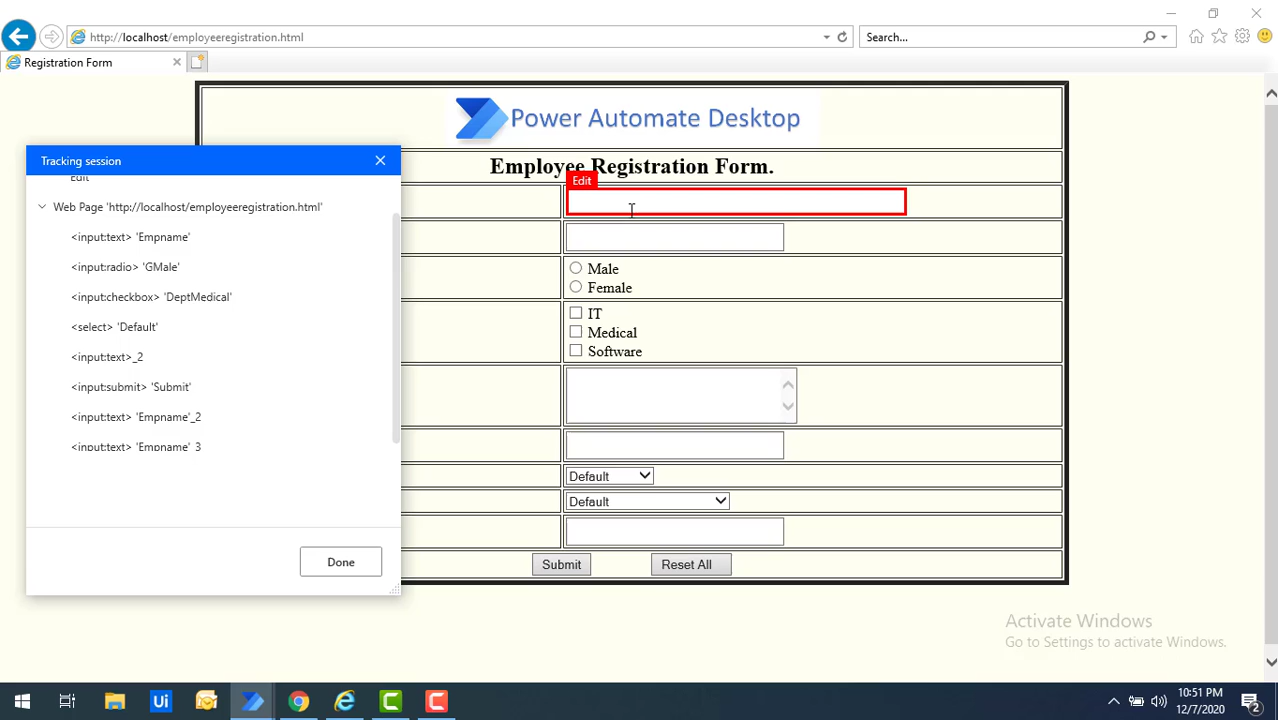 http://localhost/employeeregistration.html
Search...
Registration Form
Power Automate Desktop
Employee Registration Form.
Tracking session
Edit
Web Page 'http://localhost/employeeregistration.html'
<input:text> 'Empname'
<input:radio> 'GMale'
<input:checkbox> 'DeptMedical'
<select> 'Default'
<input:text>_2
<input:submit> 'Submit'
<input:text> 'Empname'_2
<input:text> 'Empname'_3
Done
Edit
Male
Female
IT
Medical
Software
Default
Default
Submit
Reset All
Activate Windows
Go to Settings to activate Windows.
Ui
10:51 PM
12/7/2020
2